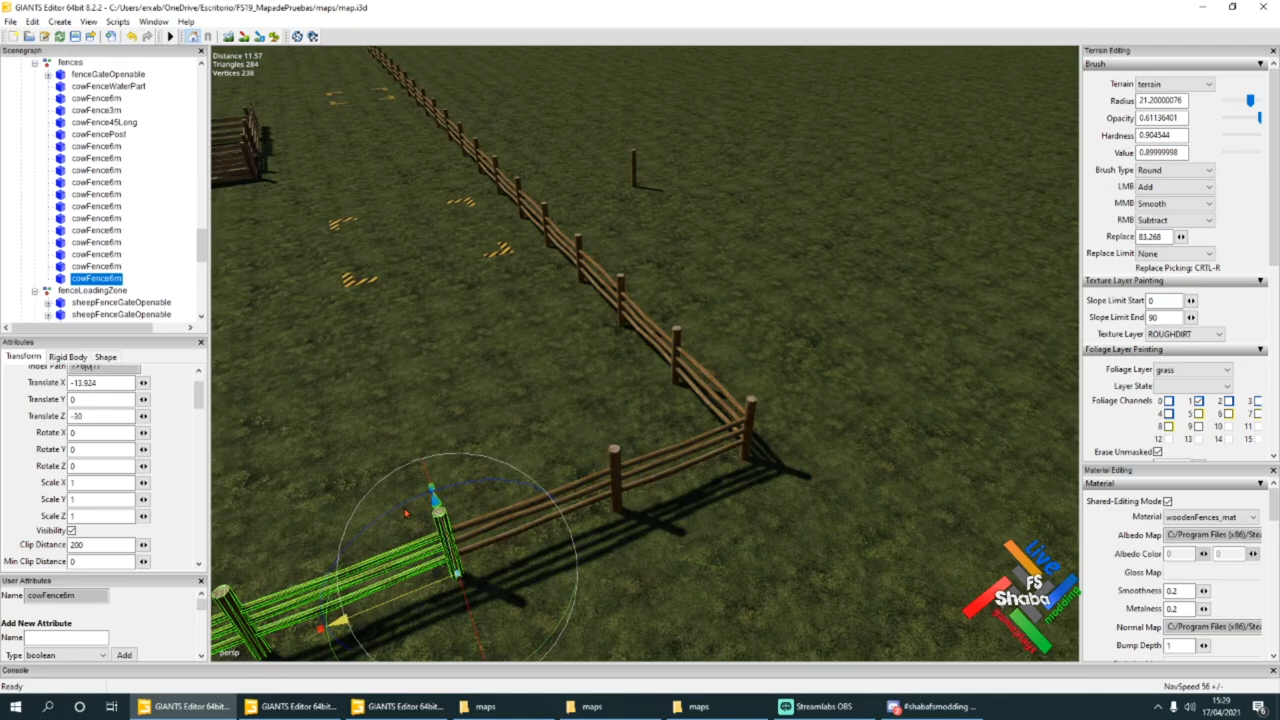 GIANTS Editor 64bit 8.2.2 - C:/Users/erxab/OneDrive/Escritorio/FS19_MapadePruebas/maps/map.i3d
File Edit Create View Scripts Window Help
Scenegraph
fences
fenceGateOpenable
cowFenceWaterPart
cowFence6m
cowFence3m
cowFence45Long
cowFencePost
cowFence6m
cowFence6m
cowFence6m
cowFence6m
cowFence6m
cowFence6m
cowFence6m
cowFence6m
cowFence6m
cowFence6m
cowFence6m
cowFence6m
fenceLoadingZone
sheepFenceGateOpenable
sheepFenceGateOpenable
Attributes
Transform Rigid Body Shape
Index Path
Translate X -13.924
Translate Y 0
Translate Z -30
Rotate X 0
Rotate Y 0
Rotate Z 0
Scale X 1
Scale Y 1
Scale Z 1
Visibility
Clip Distance 200
Min Clip Distance 0
User Attributes
Name cowFence6m
Add New Attribute
Name
Type boolean Add
Console
Ready
Distance 11.57
Triangles 284
Vertices 238
persp
Live
FS
Shaba
modding
Terrain Editing
Brush
Terrain terrain
Radius 21.20000076
Opacity 0.61136401
Hardness 0.904544
Value 0.89999998
Brush Type Round
LMB Add
MMB Smooth
RMB Subtract
Replace 83.268
Replace Limit None
Replace Picking: CRTL-R
Texture Layer Painting
Slope Limit Start 0
Slope Limit End 90
Texture Layer ROUGHDIRT
Foliage Layer Painting
Foliage Layer grass
Layer State
Foliage Channels 0 1 2 3
4 5 6 7
8 9 10 11
12 13 14 15
Erase Unmasked
Material Editing
Material
Shared-Editing Mode
Material woodenFences_mat
Albedo Map C:/Program Files (x86)/Stea
Albedo Color 0 0
Gloss Map
Smoothness 0.2
Metalness 0.2
Normal Map C:/Program Files (x86)/Stea
Bump Depth 1
NavSpeed 56 +/-
GIANTS Editor 64bit... GIANTS Editor 64bit... GIANTS Editor 64bit... maps maps maps Streamlabs OBS #shabafsmodding ...
15:29
17/04/2021